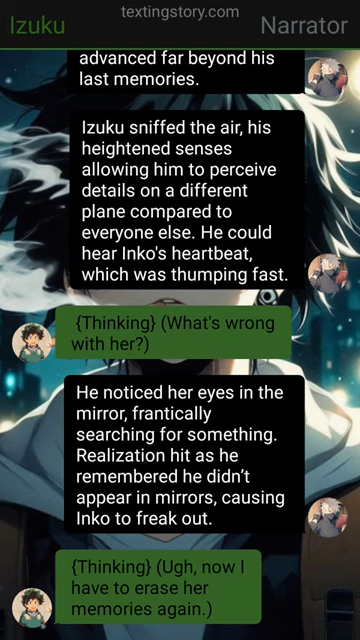 textingstory.com
Izuku
Narrator
advanced far beyond his
last memories.
Izuku sniffed the air, his
heightened senses
allowing him to perceive
details on a different
plane compared to
everyone else. He could
hear Inko's heartbeat,
which was thumping fast.
{Thinking} (What's wrong
with her?)
He noticed her eyes in the
mirror, frantically
searching for something.
Realization hit as he
remembered he didn't
appear in mirrors, causing
Inko to freak out.
{Thinking} (Ugh, now I
have to erase her
memories again.)